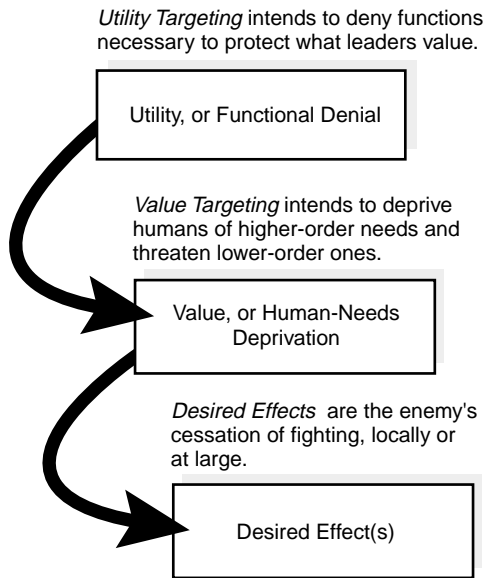 Utility Targeting intends to deny functions
necessary to protect what leaders value.
Utility, or Functional Denial
Value Targeting intends to deprive
humans of higher-order needs and
threaten lower-order ones.
Value, or Human-Needs
Deprivation
Desired Effects are the enemy's
cessation of fighting, locally or
at large.
Desired Effect(s)